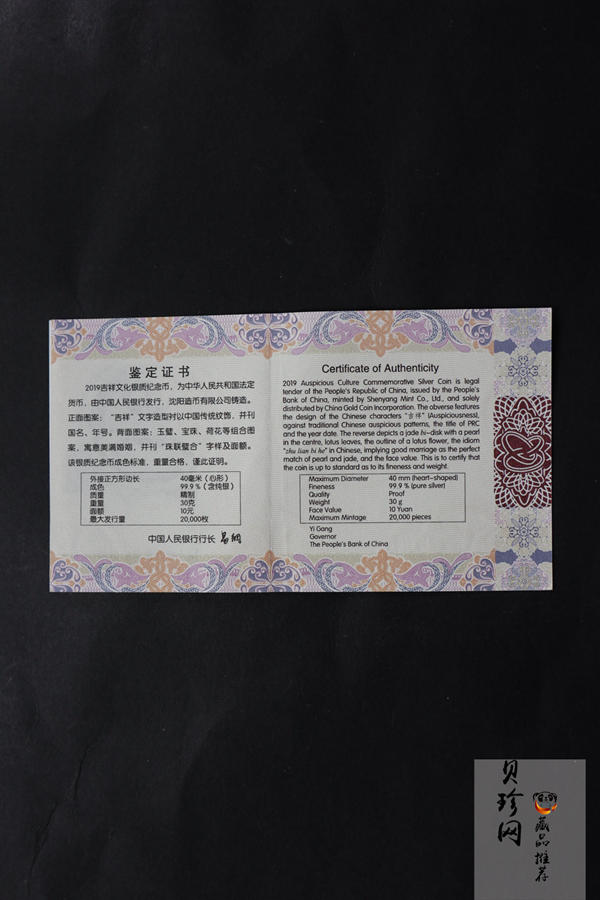 鉴定证书
2019吉祥文化银质纪念币，为中华人民共和国法定
货币，由中国人民银行发行，沈阳造币有限公司铸造。
正面图案：“吉祥”文字造型衬以中国传统纹饰，并刊
国名、年号。背面图案：玉璧、宝珠、荷花等组合图
案，寓意美满婚姻，并刊“珠联璧合”字样及面额。
该银质纪念币成色标准，重量合格，谨此证明。
外接正方形边长 40毫米（心形）
成色 99.9％（含纯银）
质量 精制
重量 30克
面额 10元
最大发行量 20,000枚
中国人民银行行长 易纲
Certificate of Authenticity
2019 Auspicious Culture Commemorative Silver Coin is legal
tender of the People's Republic of China, issued by the People's
Bank of China, minted by Shenyang Mint Co., Ltd., and solely
distributed by China Gold Coin Incorporation. The obverse features
the design of the Chinese characters "吉祥" (Auspiciousness),
against traditional Chinese auspicious patterns, the title of PRC
and the year date. The reverse depicts a jade bi-disk with a pearl
in the centre, lotus leaves, the outline of a lotus flower, the idiom
"zhu lian bi he" in Chinese, implying good marriage as the perfect
match of pearl and jade, and the face value. This is to certify that
the coin is up to standard as to its fineness and weight.
Maximum Diameter 40 mm (heart-shaped)
Fineness 99.9 % (pure silver)
Quality Proof
Weight 30 g
Face Value 10 Yuan
Maximum Mintage 20,000 pieces
Yi Gang
Governor
The People's Bank of China
贝珍网
藏品推荐